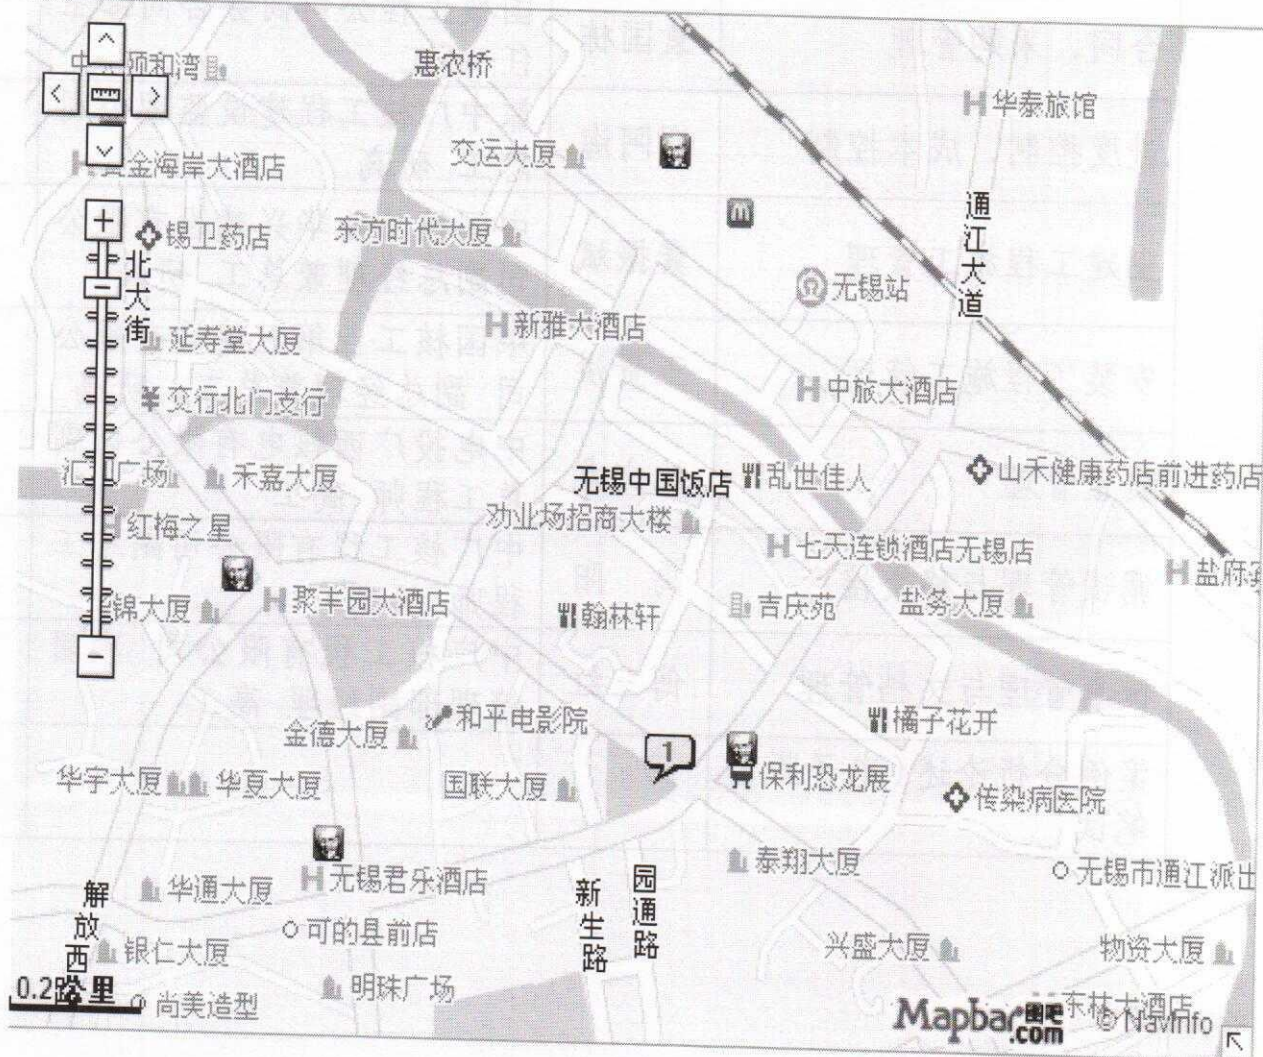 惠农桥
华泰旅馆
交运大厦
金海岸大酒店
锡卫药店
东方时代大厦
通江大道
北大街
无锡站
新雅大酒店
延寿堂大厦
中旅大酒店
交行北门支行
广场
禾嘉大厦
无锡中国饭店
乱世佳人
山禾健康药店前进药店
劝业场招商大楼
红梅之星
七天连锁酒店无锡店
盐府
锦大厦
聚丰园大酒店
翰林轩
吉庆苑
盐务大厦
和平电影院
橘子花开
金德大厦
1
华宇大厦
华夏大厦
国联大厦
保利恐龙展
传染病医院
泰翔大厦
无锡市通江派出
华通大厦
无锡君乐酒店
解放西路
新生路
园通路
可的县前店
银仁大厦
兴盛大厦
物资大厦
0.2公里
尚美造型
明珠广场
Mapbar图吧
.com
东林大酒店
© NavInfo